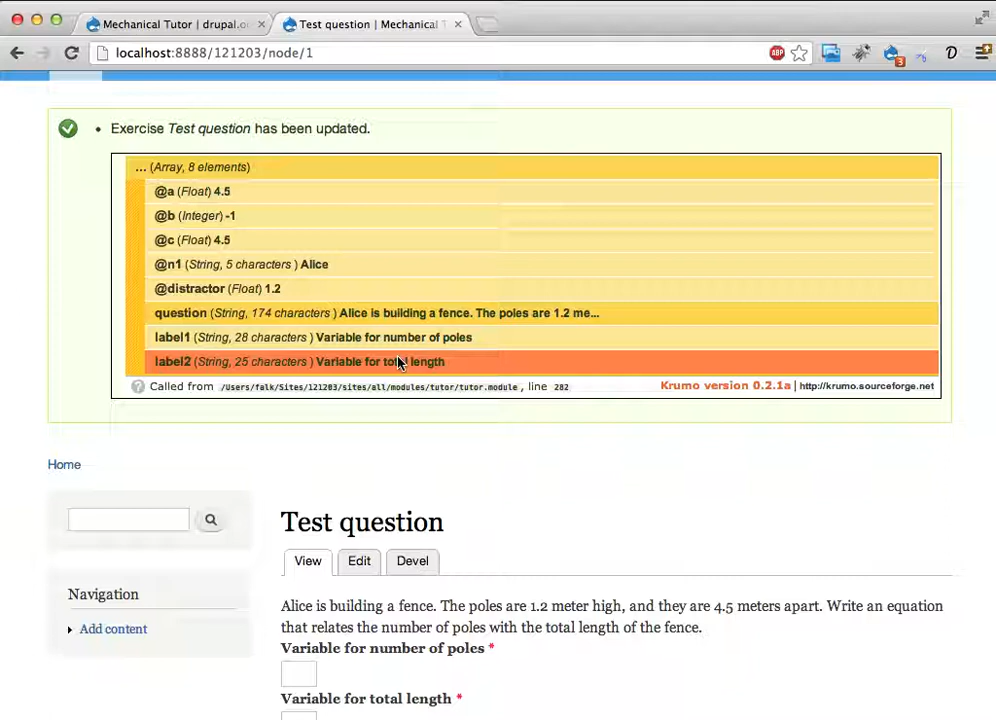 Mechanical Tutor | drupal.o
Test question | Mechanical T
localhost:8888/121203/node/1
ABP
3
D
Exercise Test question has been updated.
... (Array, 8 elements)
@a (Float) 4.5
@b (Integer) -1
@c (Float) 4.5
@n1 (String, 5 characters ) Alice
@distractor (Float) 1.2
question (String, 174 characters ) Alice is building a fence. The poles are 1.2 me...
label1 (String, 28 characters ) Variable for number of poles
label2 (String, 25 characters ) Variable for total length
? Called from /Users/falk/Sites/121203/sites/all/modules/tutor/tutor.module, line 282
Krumo version 0.2.1a | http://krumo.sourceforge.net
Home
Test question
View Edit Devel
Navigation
Add content
Alice is building a fence. The poles are 1.2 meter high, and they are 4.5 meters apart. Write an equation
that relates the number of poles with the total length of the fence.
Variable for number of poles *
Variable for total length *